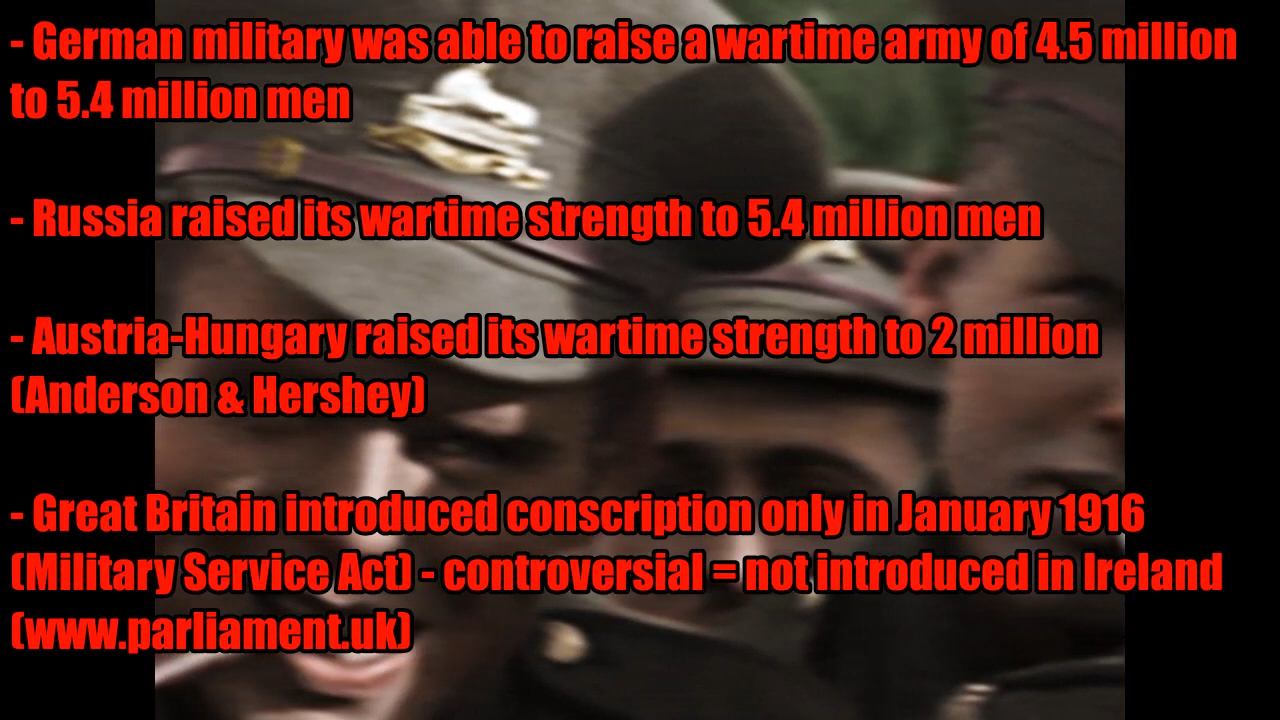 - German military was able to raise a wartime army of 4.5 million
to 5.4 million men
- Russia raised its wartime strength to 5.4 million men
- Austria-Hungary raised its wartime strength to 2 million
(Anderson & Hershey)
- Great Britain introduced conscription only in January 1916
(Military Service Act) - controversial = not introduced in Ireland
(www.parliament.uk)